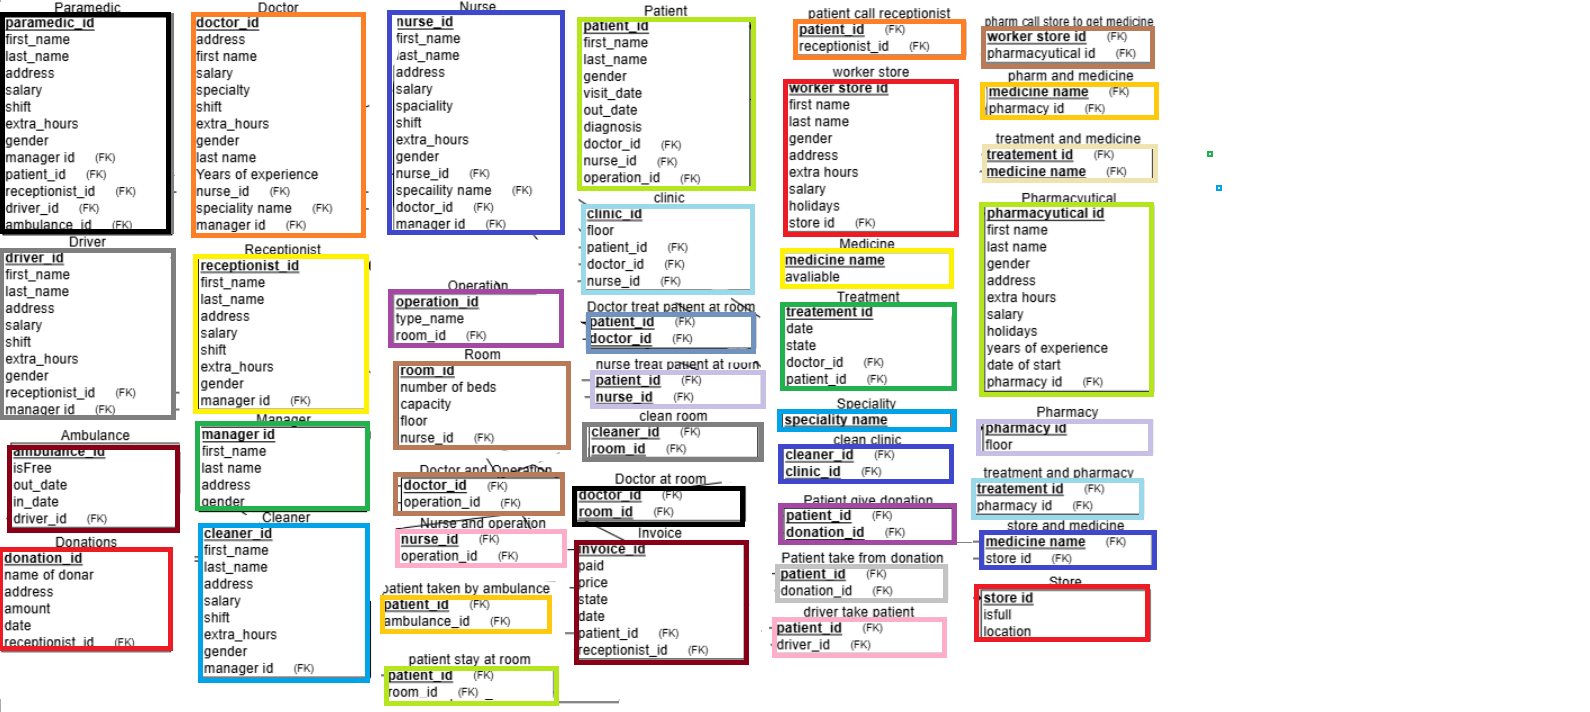 Paramedic
paramedic_id
first_name
last_name
address
salary
shift
extra_hours
gender
manager id (FK)
patient_id (FK)
receptionist_id (FK)
driver_id (FK)
ambulance_id (FK)
Driver
driver_id
first_name
last_name
address
salary
shift
extra_hours
gender
receptionist_id (FK)
manager id (FK)
Ambulance
ambulance_id
isFree
out_date
in_date
driver_id (FK)
Donations
donation_id
name of donar
address
amount
date
receptionist_id (FK)
Doctor
doctor_id
address
first name
salary
specialty
shift
extra_hours
gender
last name
Years of experience
nurse_id (FK)
speciality name (FK)
manager id (FK)
Receptionist
receptionist_id
first_name
last_name
address
salary
shift
extra_hours
gender
manager id (FK)
Manager
manager id
first_name
last name
address
gender
Cleaner
cleaner_id
first_name
last_name
address
salary
shift
extra_hours
gender
manager id (FK)
Nurse
nurse_id
first_name
last_name
address
salary
spaciality
shift
extra_hours
gender
nurse_id (FK)
specaility name (FK)
doctor_id (FK)
manager id (FK)
Operation
operation_id
type_name
room_id (FK)
Room
room_id
number of beds
capacity
floor
nurse_id (FK)
Doctor and Operation
doctor_id (FK)
operation_id (FK)
Nurse and operation
nurse_id (FK)
operation_id (FK)
patient taken by ambulance
patient_id (FK)
ambulance_id (FK)
patient stay at room
patient_id (FK)
room_id (FK)
Patient
patient_id
first_name
last_name
gender
visit_date
out_date
diagnosis
doctor_id (FK)
nurse_id (FK)
operation_id (FK)
clinic
clinic_id
floor
patient_id (FK)
doctor_id (FK)
nurse_id (FK)
Doctor treat patient at room
patient_id (FK)
doctor_id (FK)
nurse treat patient at room
patient_id (FK)
nurse_id (FK)
clean room
cleaner_id (FK)
room_id (FK)
Doctor at room
doctor_id (FK)
room_id (FK)
Invoice
invoice_id
paid
price
state
date
patient_id (FK)
receptionist_id (FK)
patient call receptionist
patient_id (FK)
receptionist_id (FK)
worker store
worker store id
first name
last name
gender
address
extra hours
salary
holidays
store id (FK)
Medicine
medicine name
avaliable
Treatment
treatement id
date
state
doctor_id (FK)
patient_id (FK)
Speciality
speciality name
clean clinic
cleaner_id (FK)
clinic_id (FK)
Patient give donation
patient_id (FK)
donation_id (FK)
Patient take from donation
patient_id (FK)
donation_id (FK)
driver take patient
patient_id (FK)
driver_id (FK)
pharm call store to get medicine
worker store id (FK)
pharmacyutical id (FK)
pharm and medicine
medicine name (FK)
pharmacy id (FK)
treatment and medicine
treatement id (FK)
medicine name (FK)
Pharmacyutical
pharmacyutical id
first name
last name
gender
address
extra hours
salary
holidays
years of experience
date of start
pharmacy id (FK)
Pharmacy
pharmacy id
floor
treatment and pharmacy
treatement id (FK)
pharmacy id (FK)
store and medicine
medicine name (FK)
store id (FK)
Store
store id
isfull
location